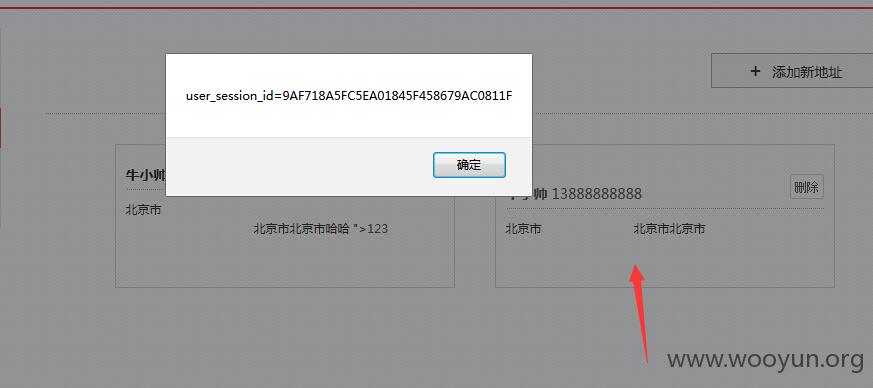 + 添加新地址
user_session_id=9AF718A5FC5EA01845F458679AC0811F
确定
牛小帅
北京市
北京市北京市哈哈 ">123
小帅 13888888888
删除
北京市
北京市北京市
www.wooyun.org